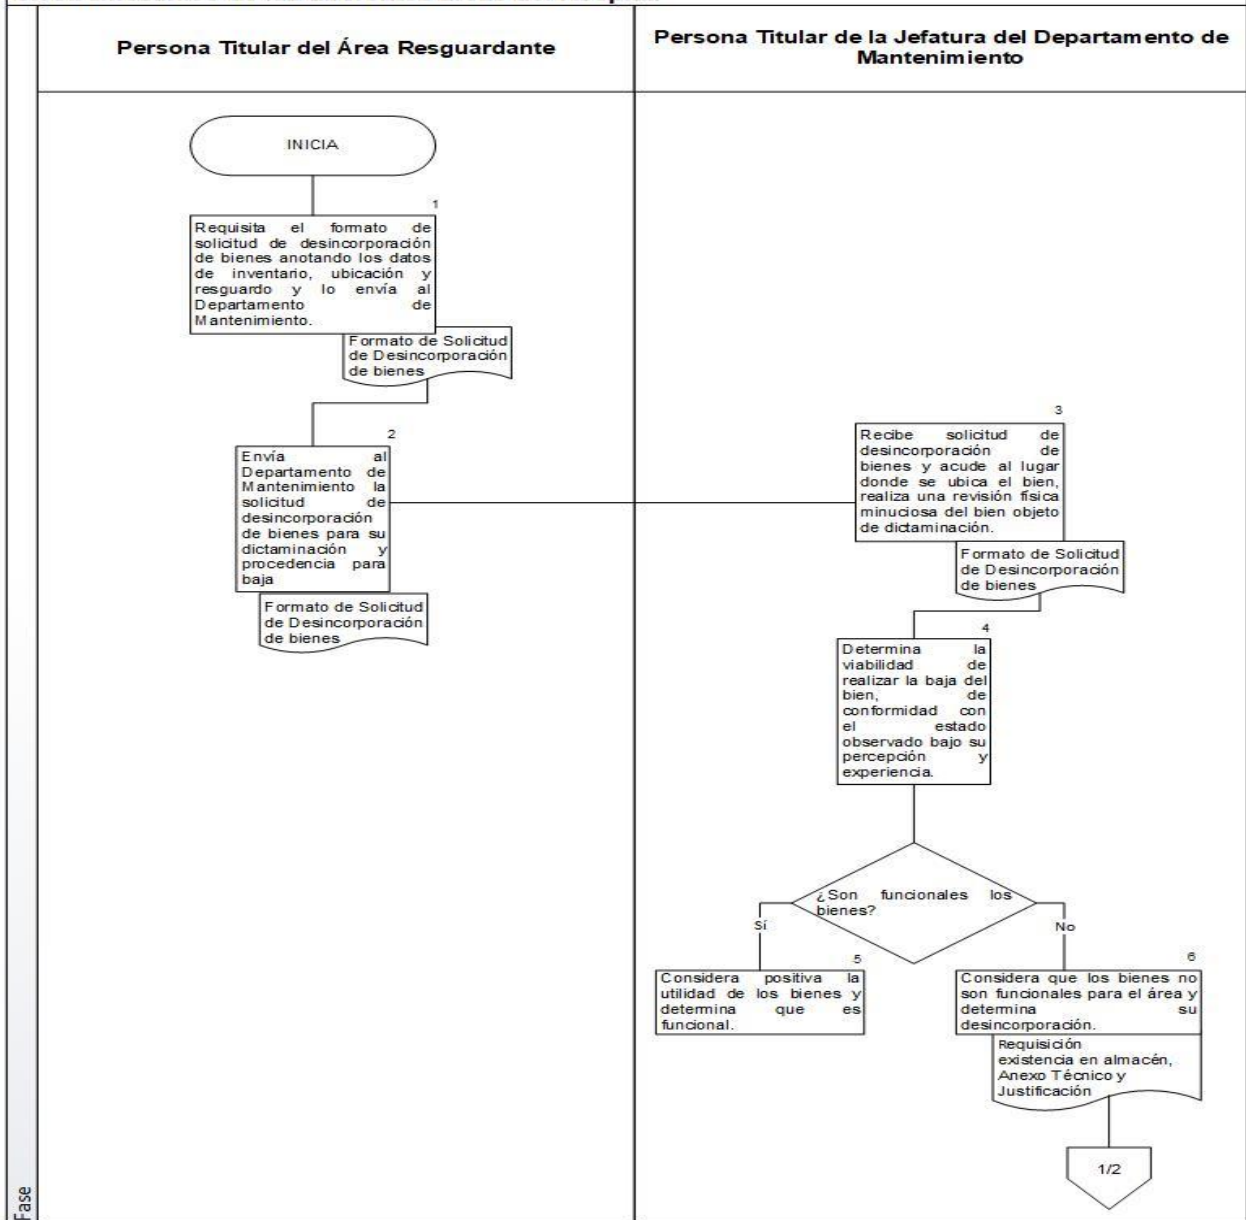 Persona Titular del Área Resguardante
Persona Titular de la Jefatura del Departamento de
Mantenimiento
INICIA
1
Requisita el formato de
solicitud de desincorporación
de bienes anotando los datos
de inventario, ubicación y
resguardo y lo envía al
Departamento de
Mantenimiento.
Formato de Solicitud
de Desincorporación
de bienes
2
Envía al
Departamento de
Mantenimiento la
solicitud de
desincorporación
de bienes para su
dictaminación y
procedencia para
baja
Formato de Solicitud
de Desincorporación
de bienes
3
Recibe solicitud de
desincorporación de
bienes y acude al lugar
donde se ubica el bien,
realiza una revisión física
minuciosa del bien objeto
de dictaminación.
Formato de Solicitud
de Desincorporación
de bienes
4
Determina la
viabilidad de
realizar la baja del
bien, de
conformidad con
el estado
observado bajo su
percepción y
experiencia.
¿Son funcionales los
bienes?
Sí
No
5
Considera positiva la
utilidad de los bienes y
determina que es
funcional.
6
Considera que los bienes no
son funcionales para el área y
determina su
desincorporación.
Requisición
existencia en almacén,
Anexo Técnico y
Justificación
1/2
Fase